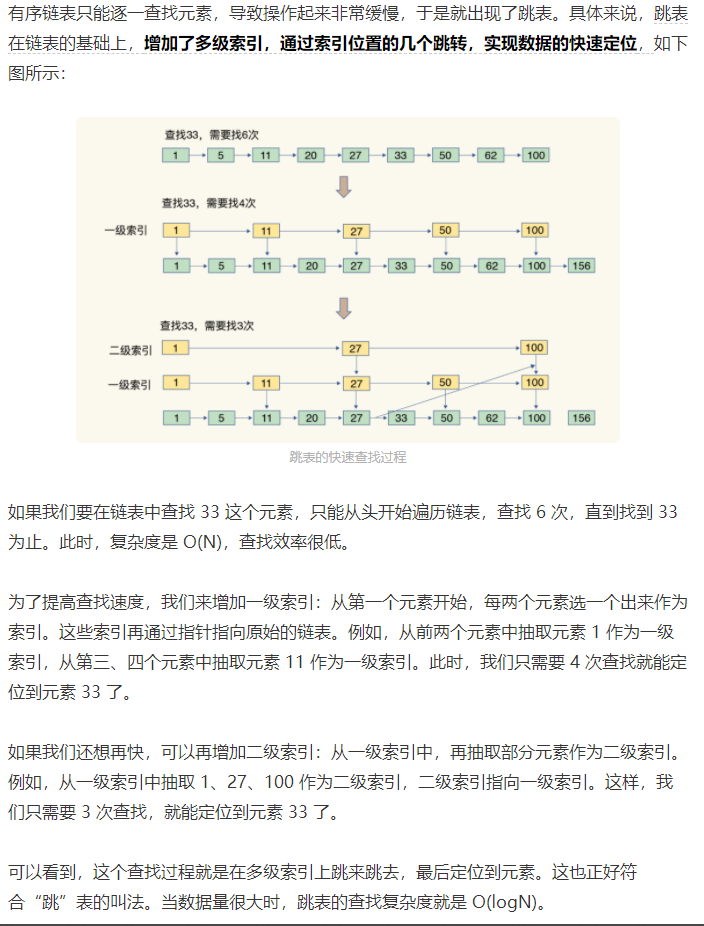 有序链表只能逐一查找元素，导致操作起来非常缓慢，于是就出现了跳表。具体来说，跳表
在链表的基础上，增加了多级索引，通过索引位置的几个跳转，实现数据的快速定位，如下
图所示：
查找33，需要找6次
1 5 11 20 27 33 50 62 100
查找33，需要找4次
一级索引 1 11 27 50 100
1 5 11 20 27 33 50 62 100 156
查找33，需要找3次
二级索引 1 27 100
一级索引 1 11 27 50 100
1 5 11 20 27 33 50 62 100 156
跳表的快速查找过程
如果我们要在链表中查找 33 这个元素，只能从头开始遍历链表，查找 6 次，直到找到 33
为止。此时，复杂度是 O(N)，查找效率很低。
为了提高查找速度，我们来增加一级索引：从第一个元素开始，每两个元素选一个出来作为
索引。这些索引再通过指针指向原始的链表。例如，从前两个元素中抽取元素 1 作为一级
索引，从第三、四个元素中抽取元素 11 作为一级索引。此时，我们只需要 4 次查找就能定
位到元素 33 了。
如果我们还想再快，可以再增加二级索引：从一级索引中，再抽取部分元素作为二级索引。
例如，从一级索引中抽取 1、27、100 作为二级索引，二级索引指向一级索引。这样，我
们只需要 3 次查找，就能定位到元素 33 了。
可以看到，这个查找过程就是在多级索引上跳来跳去，最后定位到元素。这也正好符
合“跳”表的叫法。当数据量很大时，跳表的查找复杂度就是 O(logN)。